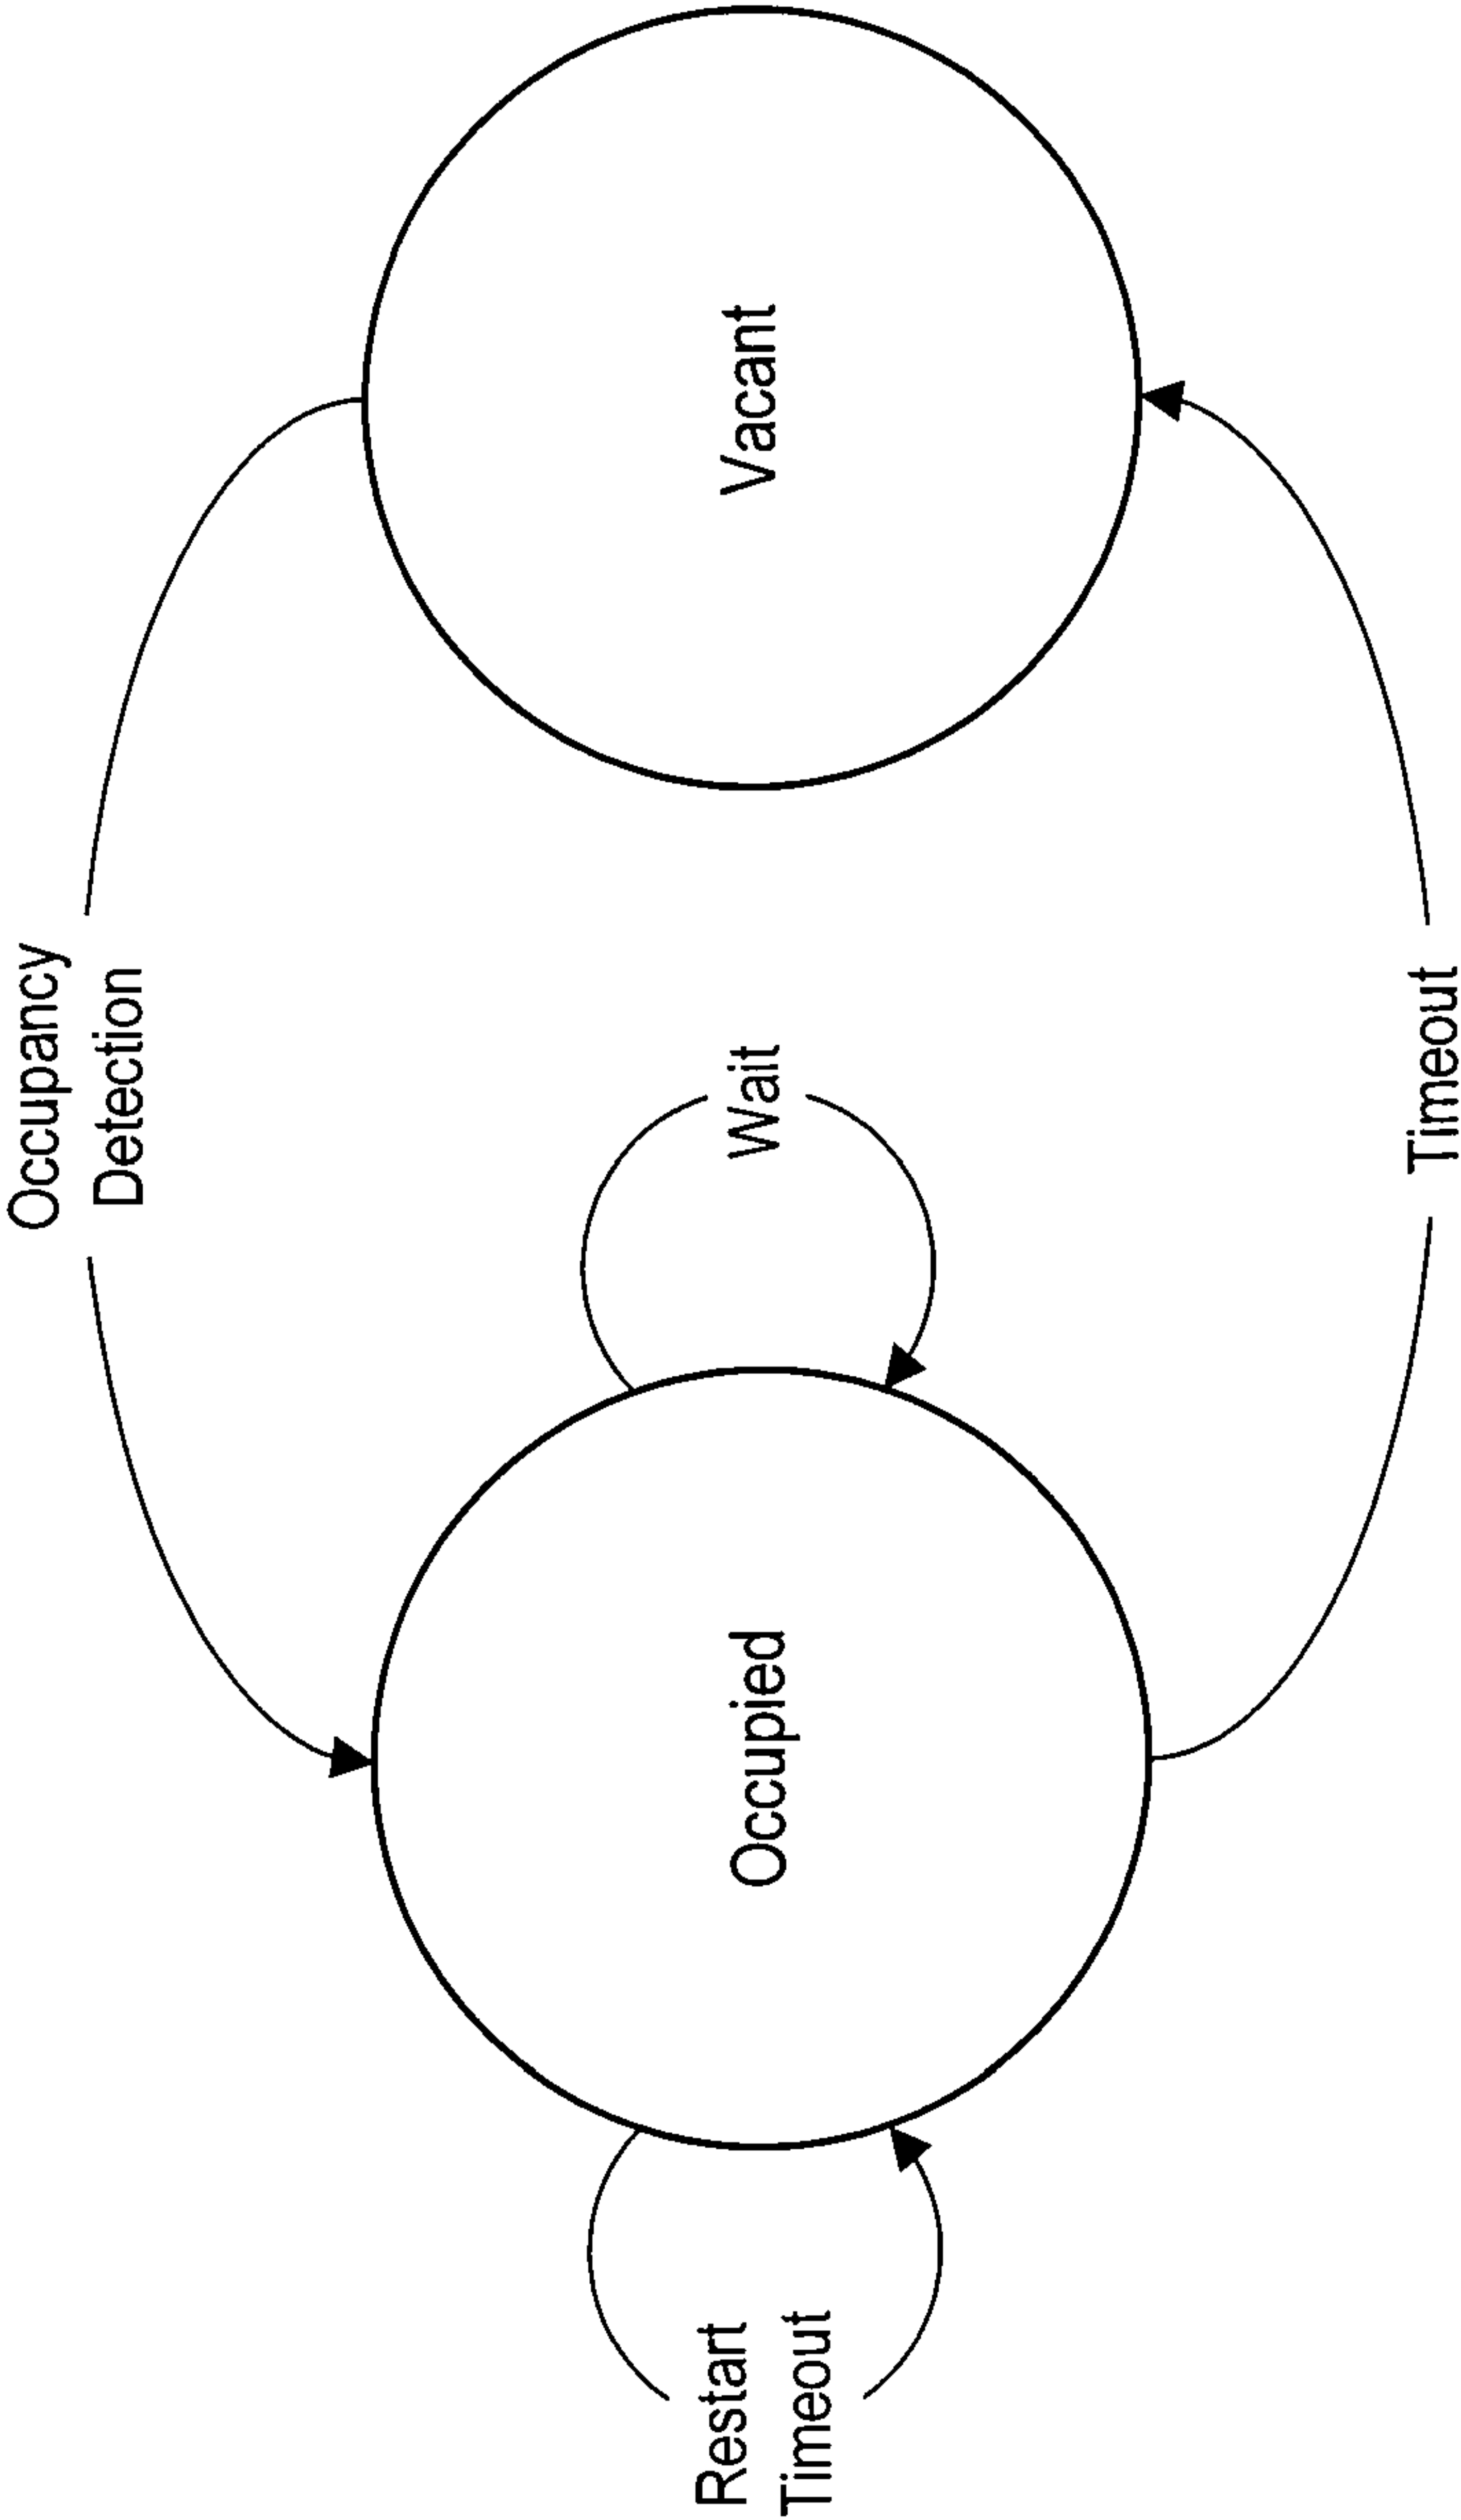 Occupancy
Detection
Restart
Timeout
Occupied
Wait
Vacant
Timeout